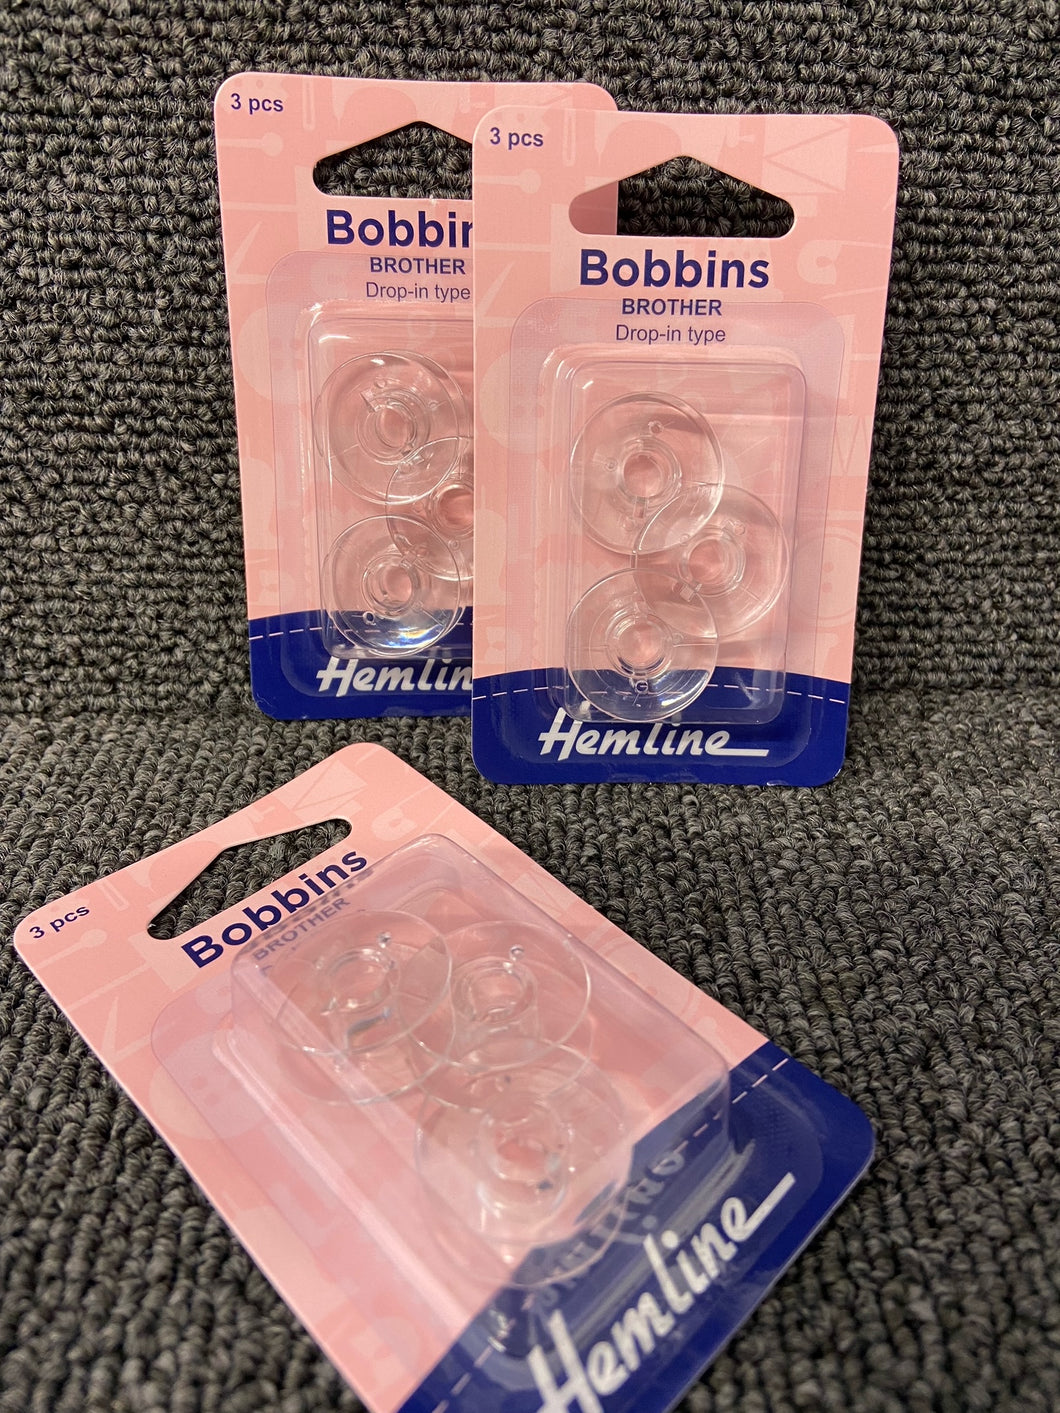 3 pcs
Bobbin
BROTHER
Drop-in type
Hemlin
3 pcs
Bobbins
BROTHER
Drop-in type
Hemline
3 pcs
Bobbins
BROTHER
Hemline